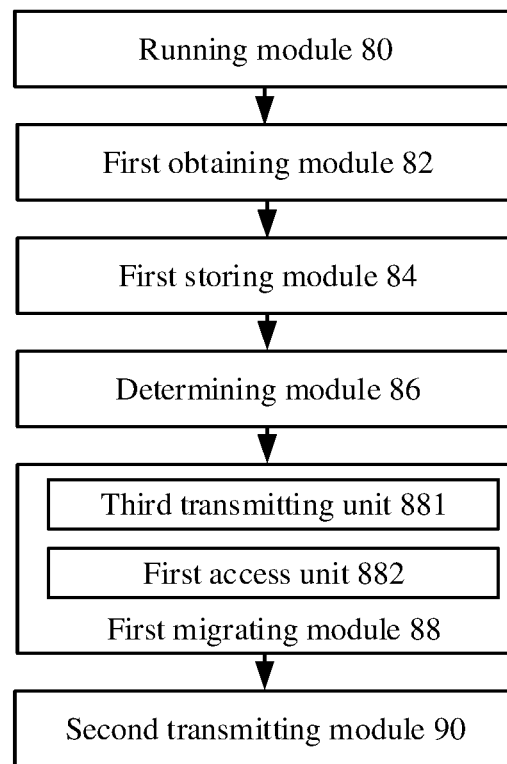 Running module 80
First obtaining module 82
First storing module 84
Determining module 86
Third transmitting unit 881
First access unit 882
First migrating module 88
Second transmitting module 90